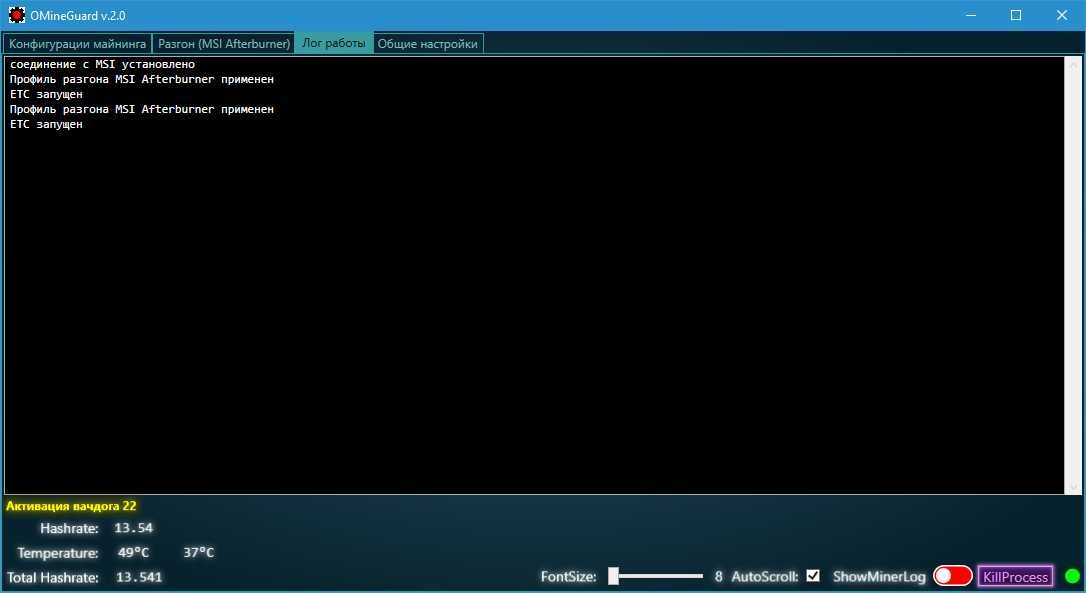 OMineGuard v.2.0
Конфигурации майнинга Разгон (MSI Afterburner) Лог работы Общие настройки
соединение с MSI установлено
Профиль разгона MSI Afterburner применен
ETC запущен
Профиль разгона MSI Afterburner применен
ETC запущен
Активация вачдога 22
Hashrate: 13.54
Temperature: 49°C 37°C
Total Hashrate: 13.541 FontSize: 8 AutoScroll: ShowMinerLog KillProcess